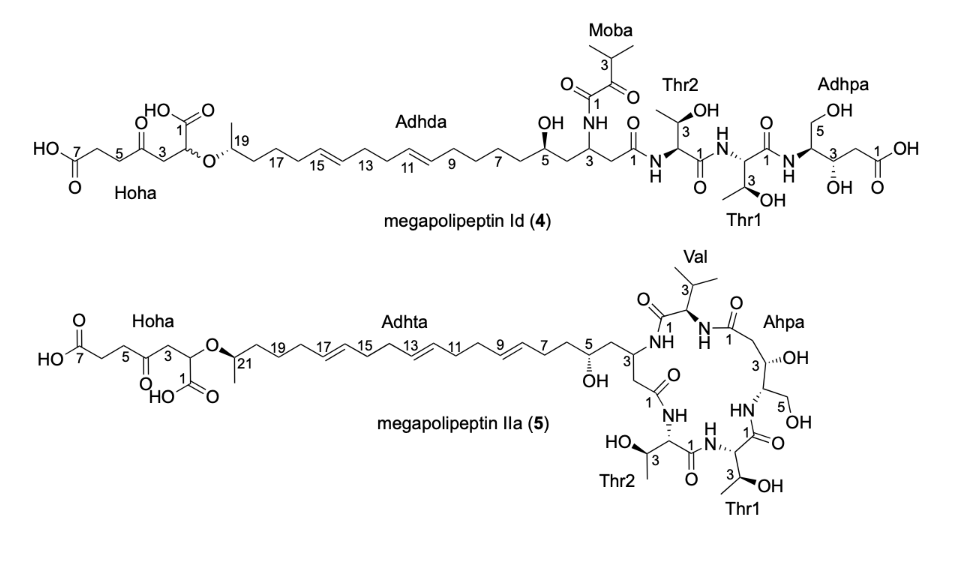 Moba
3
Thr2 Adhpa
O O
1
HO O
OH
OH
O
Adhda
OH NH O
3
H
N
O
5
1
19
HO 7 5 3 O 17 15 13 11 9 7 5 3 1 N
H
1
O
3
1 N
H
3 1 OH
O
Hoha
OH
OH O
Thr1
megapolipeptin Id (4)
Val
3
O
O
O Hoha Adhta
1
NH
N
H
1
Ahpa
HO 7 5 3 O 21 19 17 15 13 11 9 7 5 3
OH
3
O 1
HO O
OH
O
1
HN
5
OH
megapolipeptin IIa (5)
NH
HO
3
1
H
N
1
O
O
3
OH
Thr2
Thr1